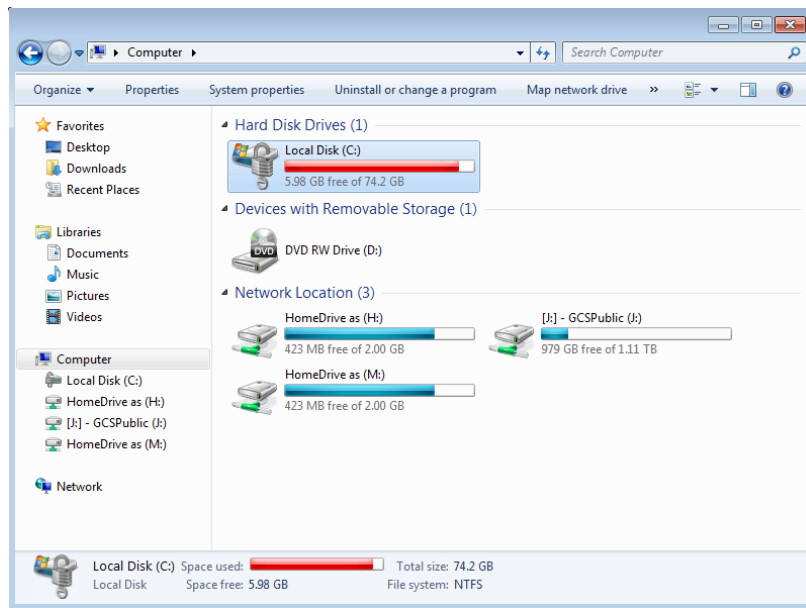 Computer
Search Computer
Organize Properties System properties Uninstall or change a program Map network drive »
Favorites
Desktop
Downloads
Recent Places
Libraries
Documents
Music
Pictures
Videos
Computer
Local Disk (C:)
HomeDrive as (H:)
[J:] - GCSPublic (J:)
HomeDrive as (M:)
Network
Hard Disk Drives (1)
Local Disk (C:)
5.98 GB free of 74.2 GB
Devices with Removable Storage (1)
DVD
DVD RW Drive (D:)
Network Location (3)
HomeDrive as (H:)
423 MB free of 2.00 GB
[J:] - GCSPublic (J:)
979 GB free of 1.11 TB
HomeDrive as (M:)
423 MB free of 2.00 GB
Local Disk (C:) Space used: Total size: 74.2 GB
Local Disk Space free: 5.98 GB File system: NTFS